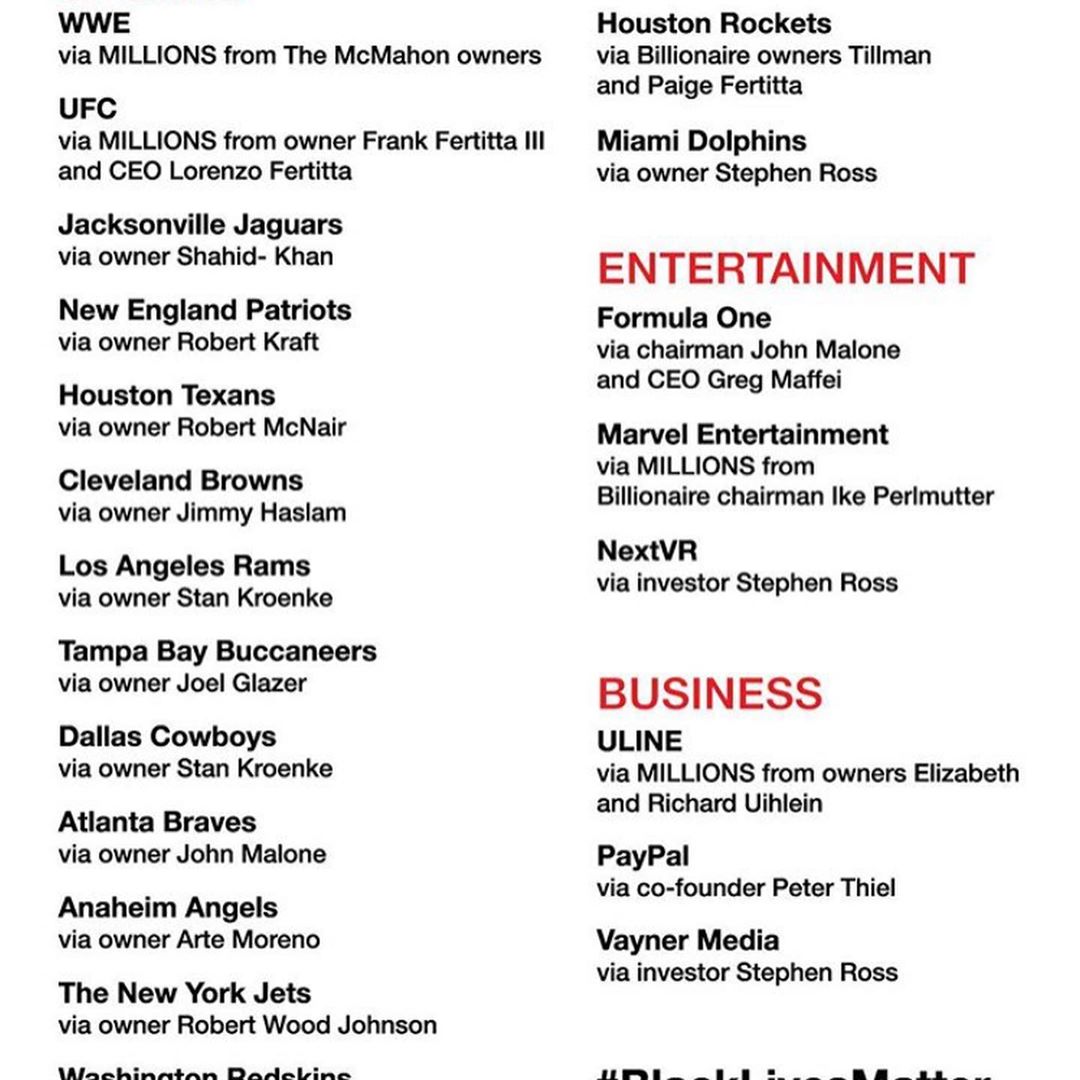 WWE
via MILLIONS from The McMahon owners
UFC
via MILLIONS from owner Frank Fertitta III
and CEO Lorenzo Fertitta
Jacksonville Jaguars
via owner Shahid- Khan
New England Patriots
via owner Robert Kraft
Houston Texans
via owner Robert McNair
Cleveland Browns
via owner Jimmy Haslam
Los Angeles Rams
via owner Stan Kroenke
Tampa Bay Buccaneers
via owner Joel Glazer
Dallas Cowboys
via owner Stan Kroenke
Atlanta Braves
via owner John Malone
Anaheim Angels
via owner Arte Moreno
The New York Jets
via owner Robert Wood Johnson
Washington Redskins
Houston Rockets
via Billionaire owners Tillman
and Paige Fertitta
Miami Dolphins
via owner Stephen Ross
ENTERTAINMENT
Formula One
via chairman John Malone
and CEO Greg Maffei
Marvel Entertainment
via MILLIONS from
Billionaire chairman Ike Perlmutter
NextVR
via investor Stephen Ross
BUSINESS
ULINE
via MILLIONS from owners Elizabeth
and Richard Uihlein
PayPal
via co-founder Peter Thiel
Vayner Media
via investor Stephen Ross
#BlackLivesMatter